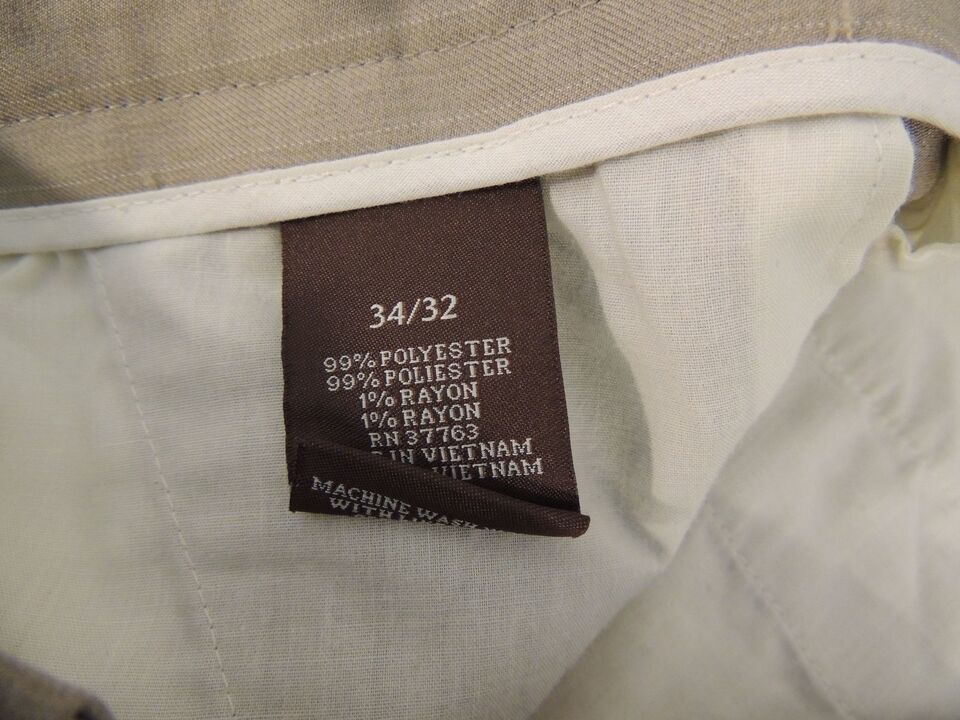 34/32
99% POLYESTER
99% POLIESTER
1% RAYON
1% RAYON
RN 37763
IN VIETNAM
VIETNAM
MACHINE WASH
WITH